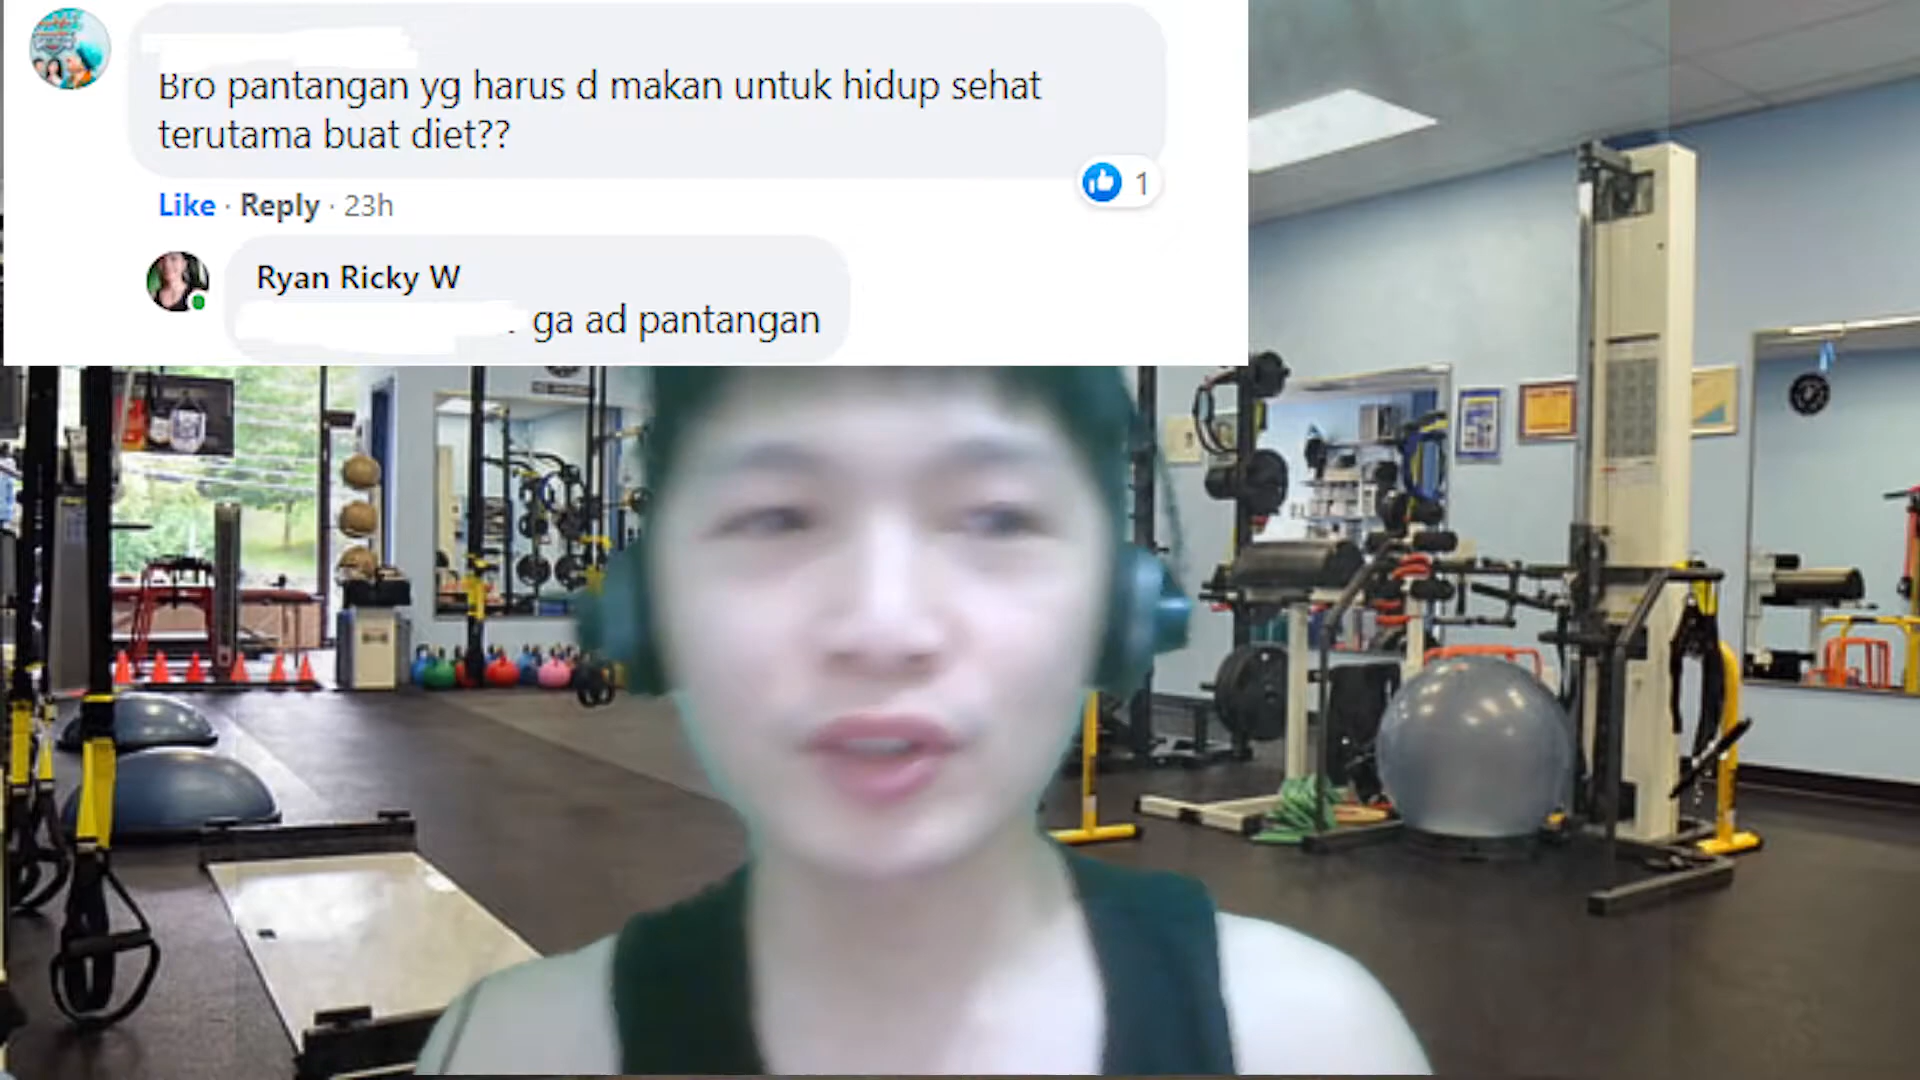 Bro pantangan yg harus d makan untuk hidup sehat
terutama buat diet??
1
Like · Reply · 23h
Ryan Ricky W
ga ad pantangan